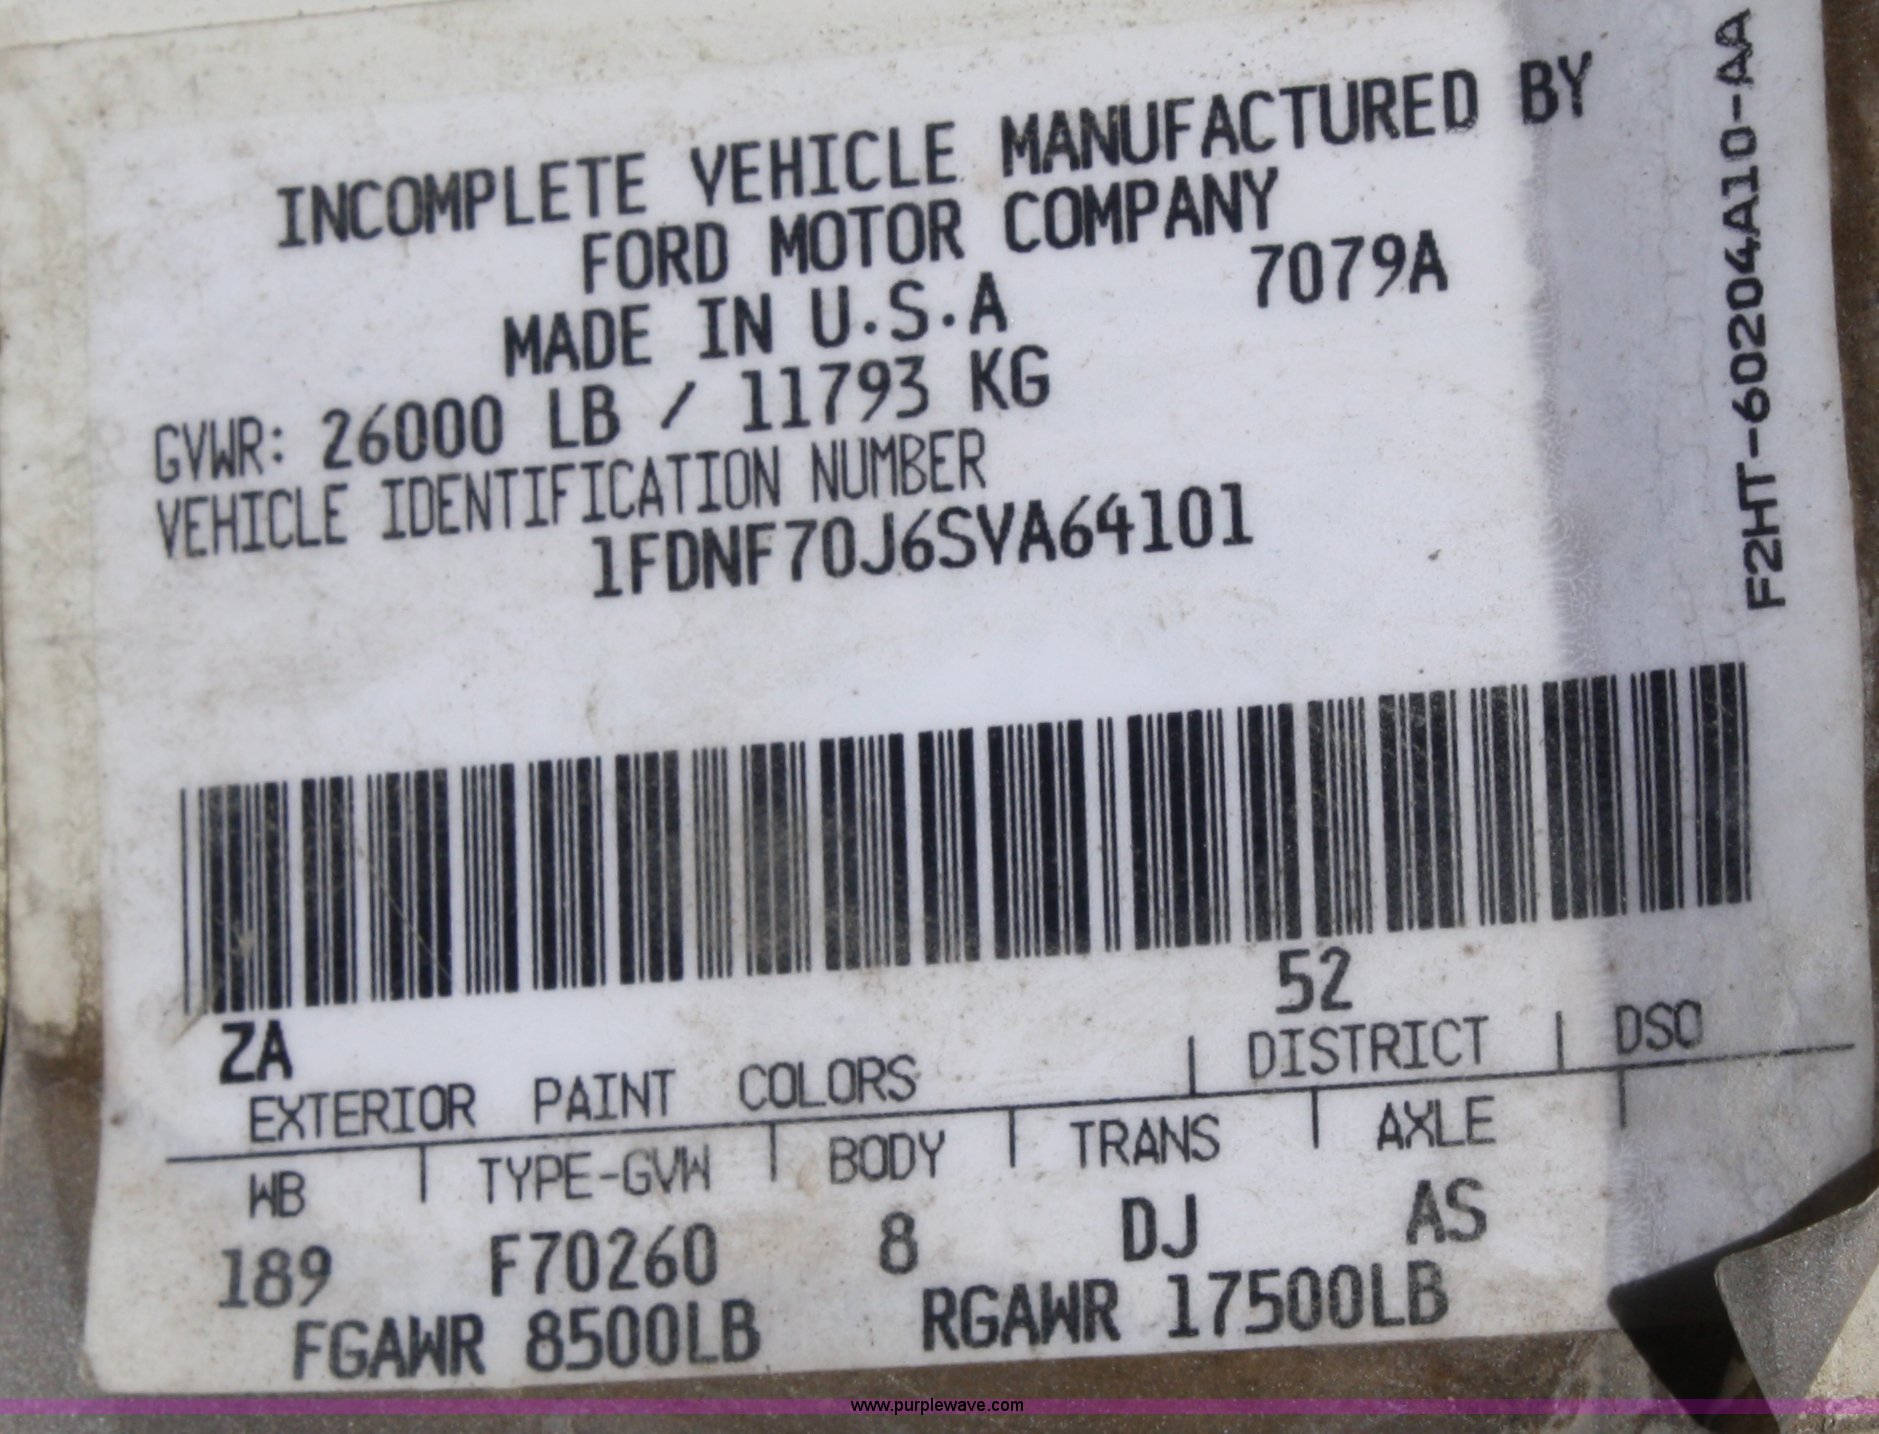 INCOMPLETE VEHICLE MANUFACTURED BY
FORD MOTOR COMPANY
MADE IN U.S.A 7079A
GVWR: 26000 LB / 11793 KG
VEHICLE IDENTIFICATION NUMBER
1FDNF70J6SVA64101
F2HT-60204A10-AA
52
ZA
EXTERIOR PAINT COLORS | DISTRICT | DSO
WB | TYPE-GVW | BODY | TRANS | AXLE |
189 F70260 8 DJ AS
FGAWR 8500LB RGAWR 17500LB
www.purplewave.com